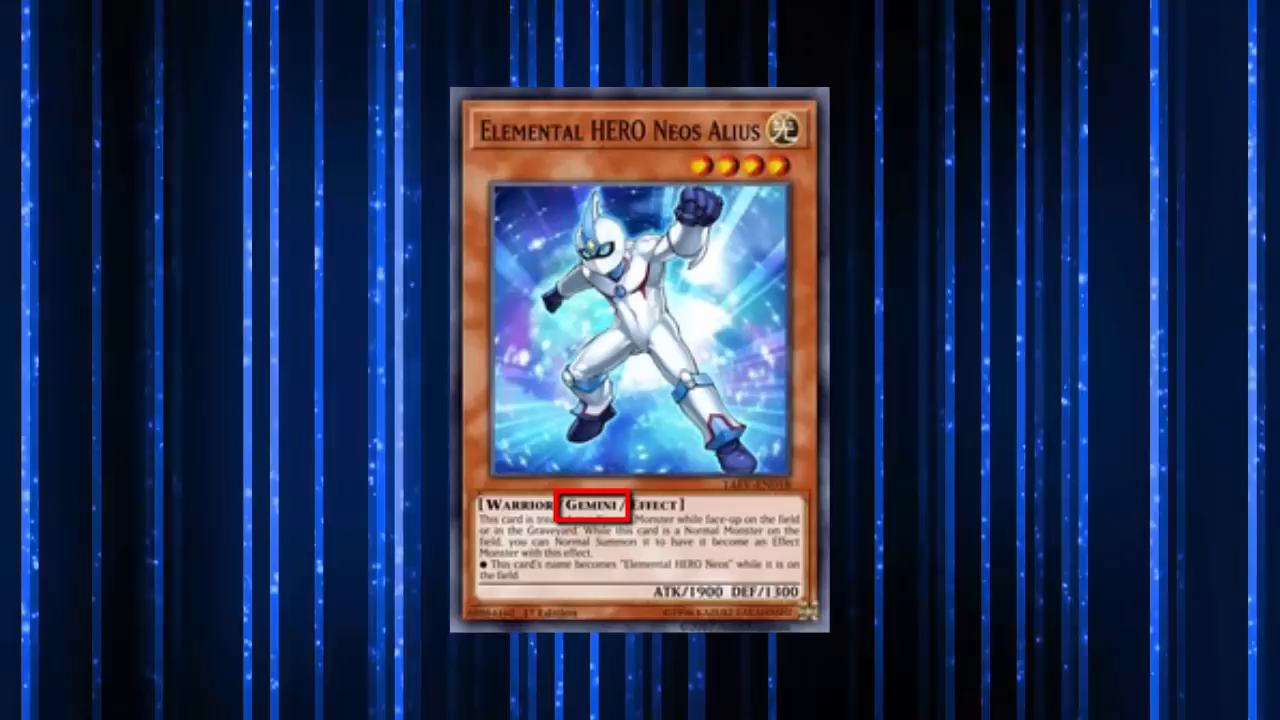 ELEMENTAL HERO NEOS ALIUS 光
[WARRIOR GEMINI/ EFFECT]
This card is Monster while face-up on the field
or in the Graveyard. While this card is a Normal Monster on the
field, you can Normal Summon it to have it become an Effect
Monster with this effect.
● This card's name becomes "Elemental HERO Neos" while it is on
the field.
ATK/1900 DEF/1300
1st Edition